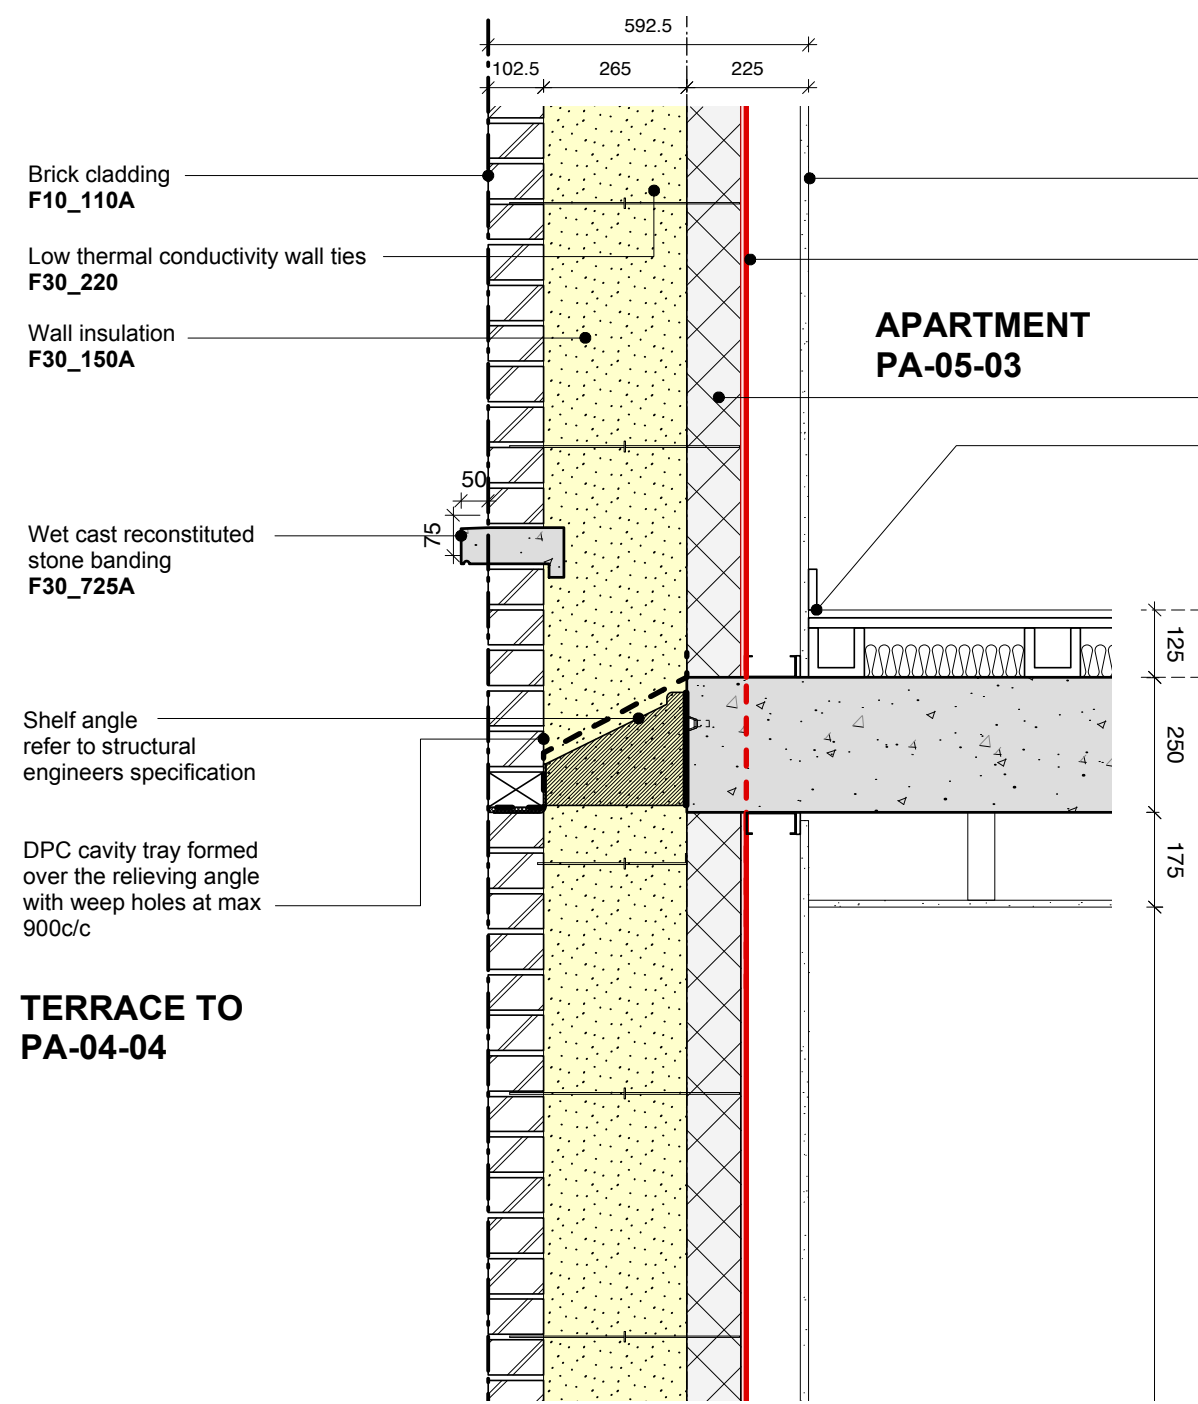 592.5
102.5
265
225
Brick cladding
F10_110A
Low thermal conductivity wall ties
F30_220
Wall insulation
F30_150A
APARTMENT
PA-05-03
50
75
Wet cast reconstituted
stone banding
F30_725A
125
Shelf angle
refer to structural
engineers specification
250
DPC cavity tray formed
over the relieving angle
with weep holes at max
900c/c
175
TERRACE TO
PA-04-04